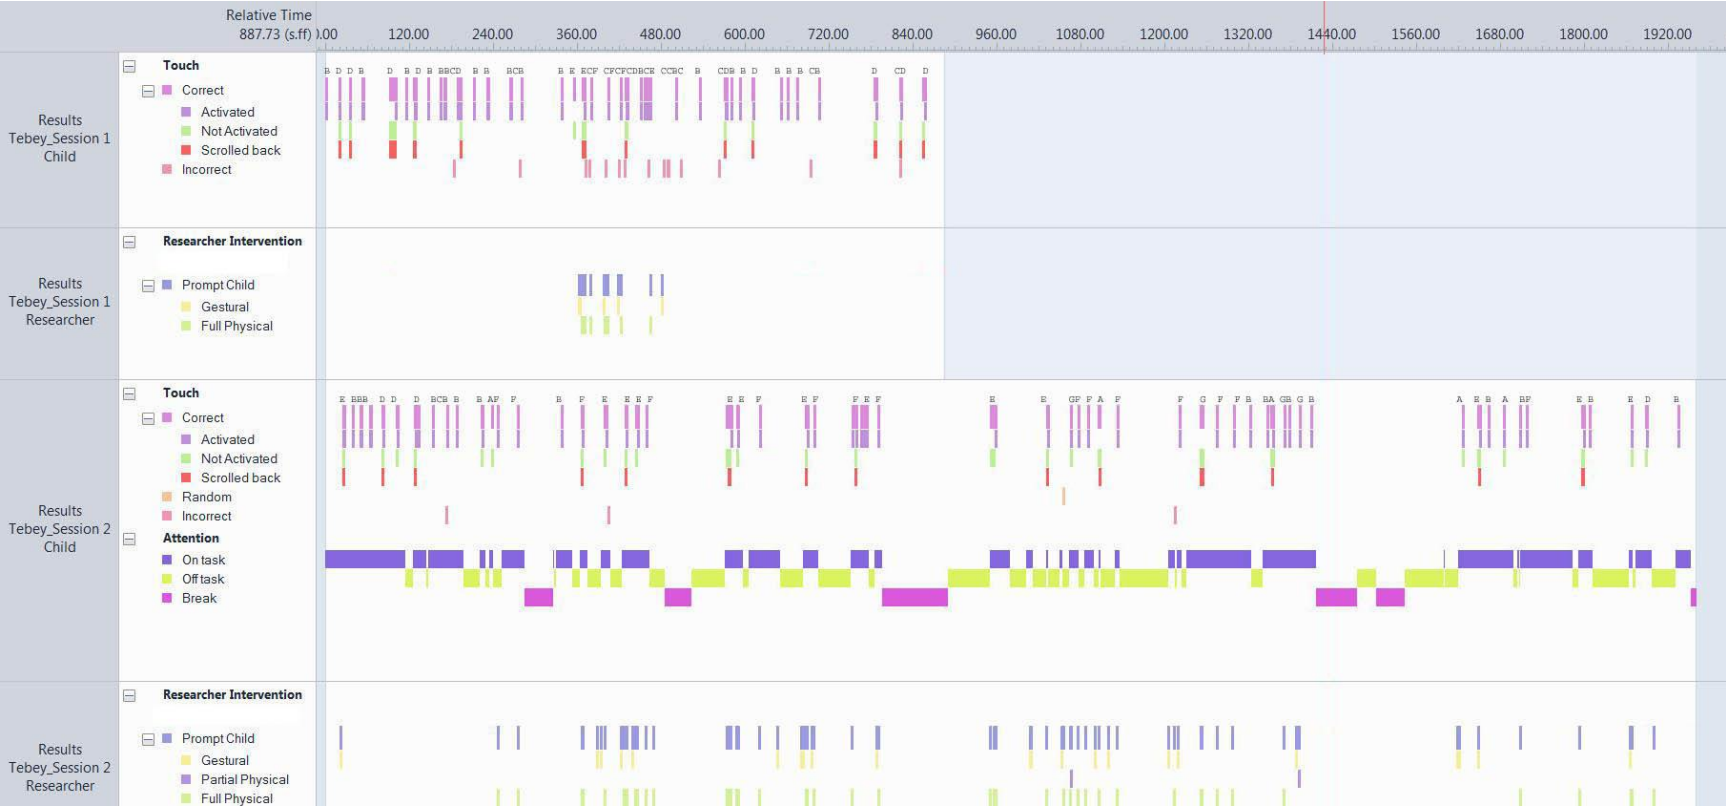 Relative Time
887.73 (s.ff) 0.00 120.00 240.00 360.00 480.00 600.00 720.00 840.00 960.00 1080.00 1200.00 1320.00 1440.00 1560.00 1680.00 1800.00 1920.00
Results
Tebey_Session 1
Child
Touch
Correct
Activated
Not Activated
Scrolled back
Incorrect
Results
Tebey_Session 1
Researcher
Researcher Intervention
Prompt Child
Gestural
Full Physical
Results
Tebey_Session 2
Child
Touch
Correct
Activated
Not Activated
Scrolled back
Random
Incorrect
Attention
On task
Off task
Break
Results
Tebey_Session 2
Researcher
Researcher Intervention
Prompt Child
Gestural
Partial Physical
Full Physical